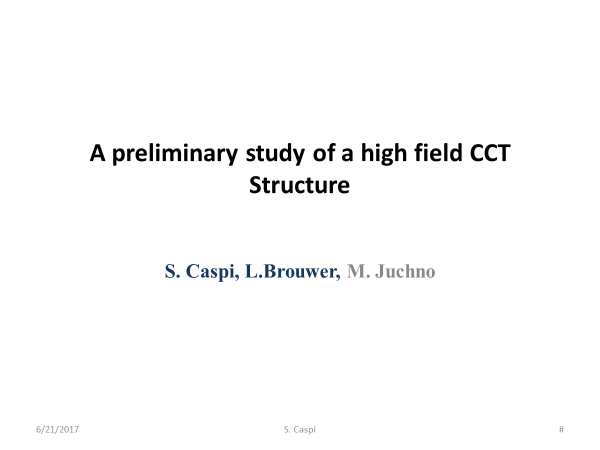 A preliminary study of a high field CCT
Structure
S. Caspi, L.Brouwer, M. Juchno
6/21/2017
S. Caspi
#